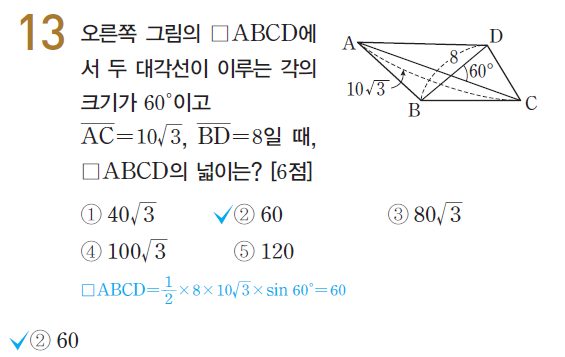 13 오른쪽 그림의 □ABCD에
서 두 대각선이 이루는 각의
크기가 60°이고
AC=10√3, BD=8일 때,
□ABCD의 넓이는? [6점]
A D 8 60° 10√3 B C
① 40√3 ② 60 ③ 80√3
④ 100√3 ⑤ 120
□ABCD=1/2×8×10√3×sin 60°=60
② 60